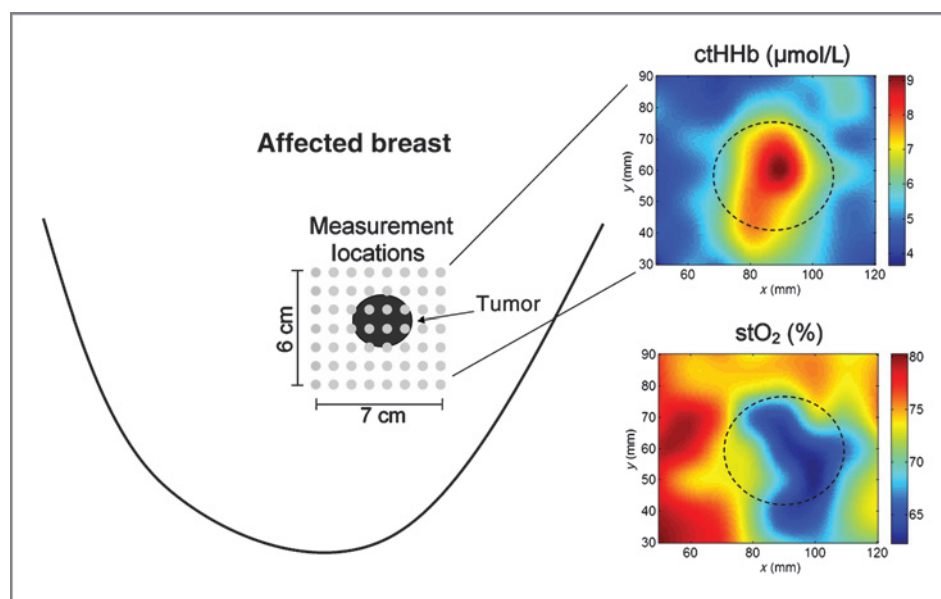 Affected breast
Measurement
locations
Tumor
6 cm
7 cm
ctHHb (µmol/L)
90
80
70
60
50
40
30
y (mm)
60 80 100 120
x (mm)
9
8
7
6
5
4
stO₂ (%)
90
80
70
60
50
40
30
y (mm)
60 80 100 120
x (mm)
80
75
70
65